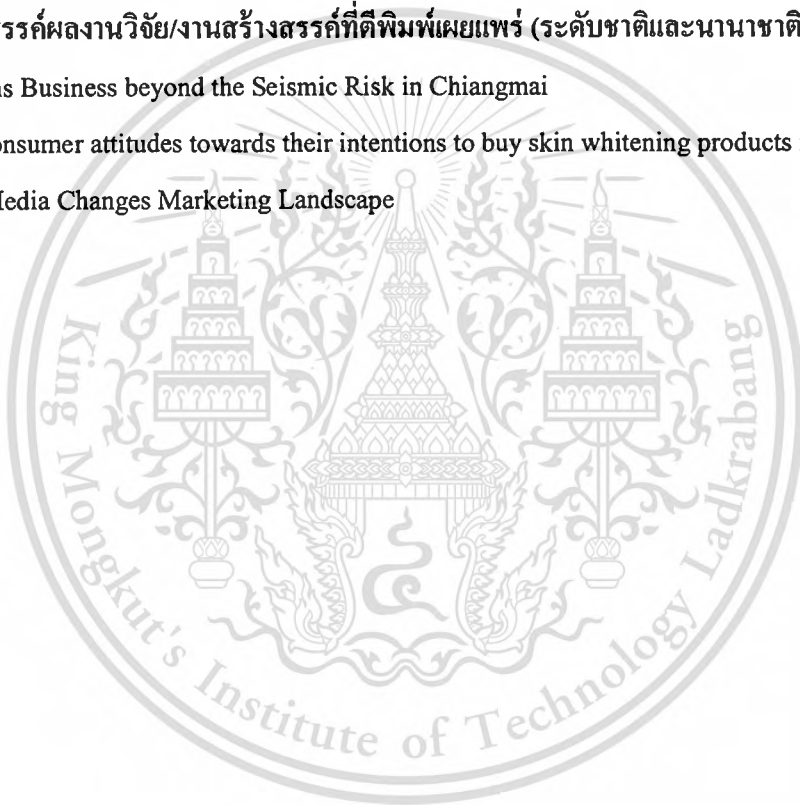 รรค์ผลงานวิจัย/งานสร้างสรรค์ที่ตีพิมพ์เผยแพร่ (ระดับชาติและนานาชาติ
as Business beyond the Seismic Risk in Chiangmai
onsumer attitudes towards their intentions to buy skin whitening products
Media Changes Marketing Landscape
King Mongkut's Institute of Technology Ladkrabang